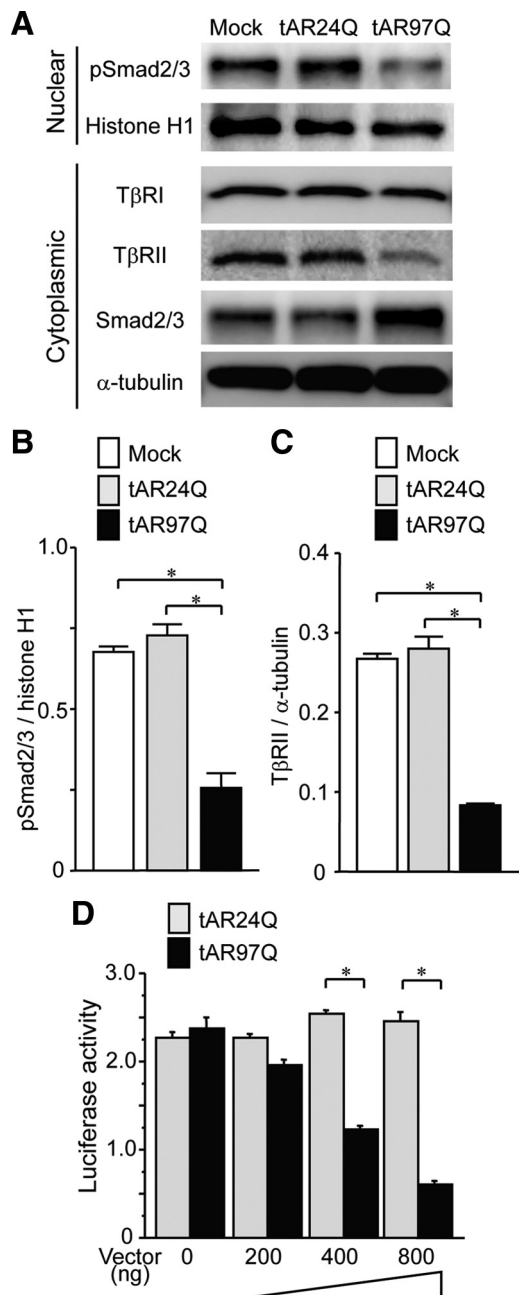 A
Mock tAR24Q tAR97Q
Nuclear
pSmad2/3
Histone H1
Cytoplasmic
TβRI
TβRII
Smad2/3
α-tubulin
B
Mock
tAR24Q
tAR97Q
pSmad2/3 / histone H1
1.0
0.5
0
*
*
C
Mock
tAR24Q
tAR97Q
TβRII / α-tubulin
0.4
0.3
0.2
0.1
0
*
*
D
tAR24Q
tAR97Q
Luciferase activity
3.0
2.0
1.0
0
*
*
Vector 0 200 400 800
(ng)